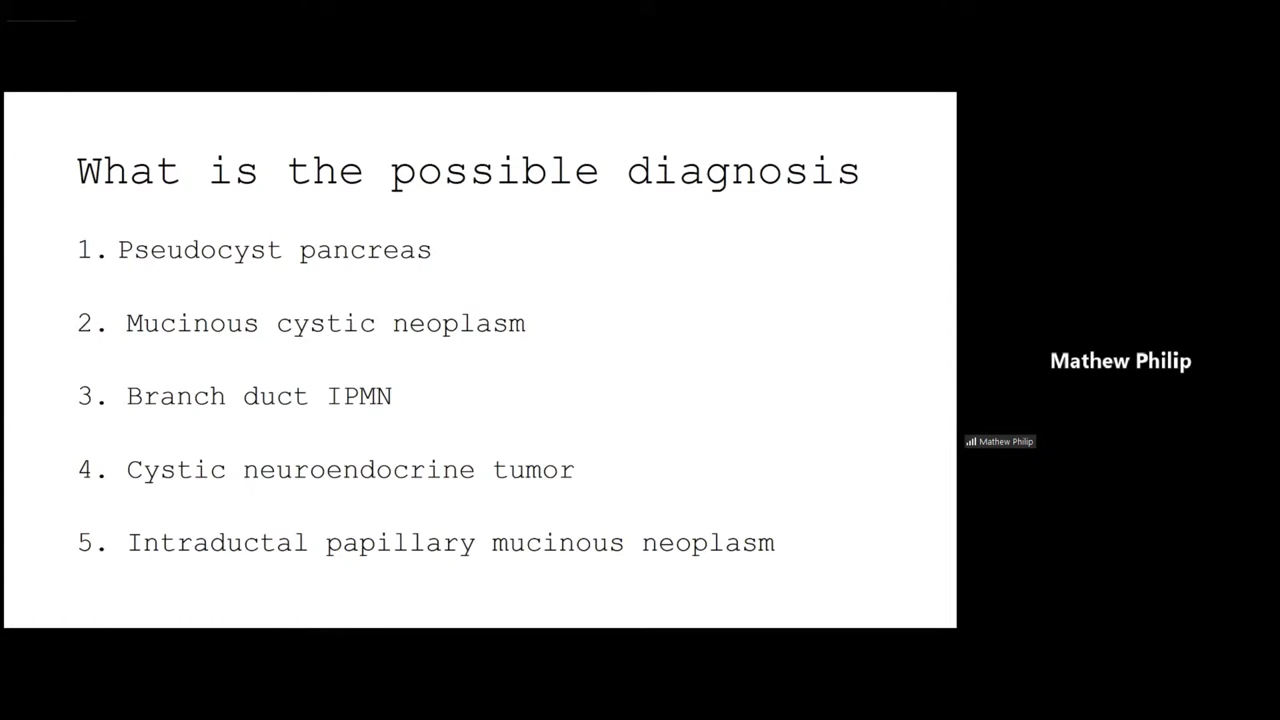 What is the possible diagnosis
1. Pseudocyst pancreas
2. Mucinous cystic neoplasm
3. Branch duct IPMN
4. Cystic neuroendocrine tumor
5. Intraductal papillary mucinous neoplasm
Mathew Philip
Mathew Philip